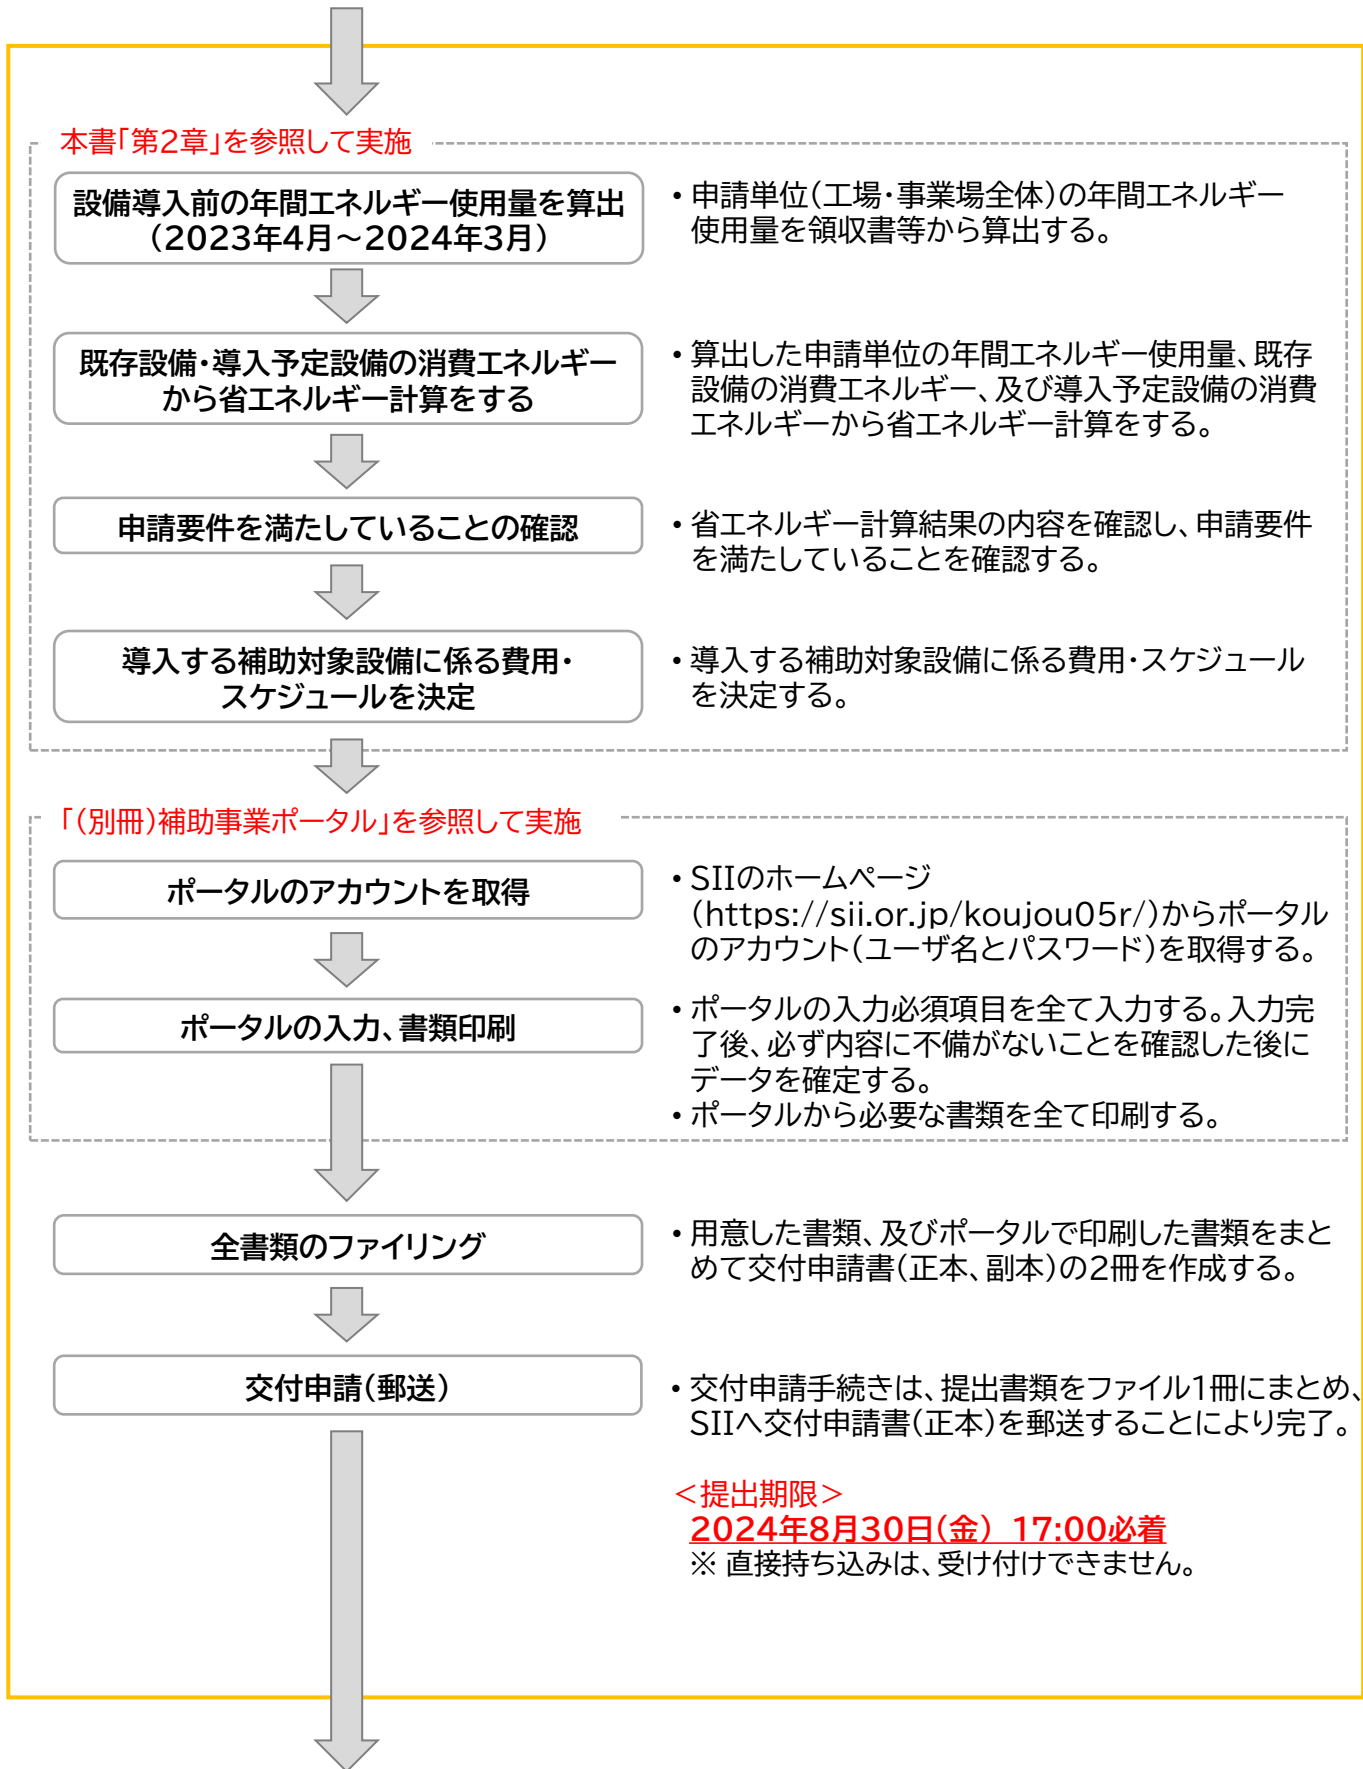 本書「第2章」を参照して実施
設備導入前の年間エネルギー使用量を算出
(2023年4月～2024年3月)
・申請単位(工場・事業場全体)の年間エネルギー
使用量を領収書等から算出する。
既存設備・導入予定設備の消費エネルギー
から省エネルギー計算をする
・算出した申請単位の年間エネルギー使用量、既存
設備の消費エネルギー、及び導入予定設備の消費
エネルギーから省エネルギー計算をする。
申請要件を満たしていることの確認
・省エネルギー計算結果の内容を確認し、申請要件
を満たしていることを確認する。
導入する補助対象設備に係る費用・
スケジュールを決定
・導入する補助対象設備に係る費用・スケジュール
を決定する。
「(別冊)補助事業ポータル」を参照して実施
ポータルのアカウントを取得
・SIIのホームページ
(https://sii.or.jp/koujou05r/)からポータル
のアカウント(ユーザ名とパスワード)を取得する。
ポータルの入力、書類印刷
・ポータルの入力必須項目を全て入力する。入力完
了後、必ず内容に不備がないことを確認した後に
データを確定する。
・ポータルから必要な書類を全て印刷する。
全書類のファイリング
・用意した書類、及びポータルで印刷した書類をまと
めて交付申請書(正本、副本)の2冊を作成する。
交付申請(郵送)
・交付申請手続きは、提出書類をファイル1冊にまとめ、
SIIへ交付申請書(正本)を郵送することにより完了。
＜提出期限＞
2024年8月30日(金) 17:00必着
※ 直接持ち込みは、受け付けできません。